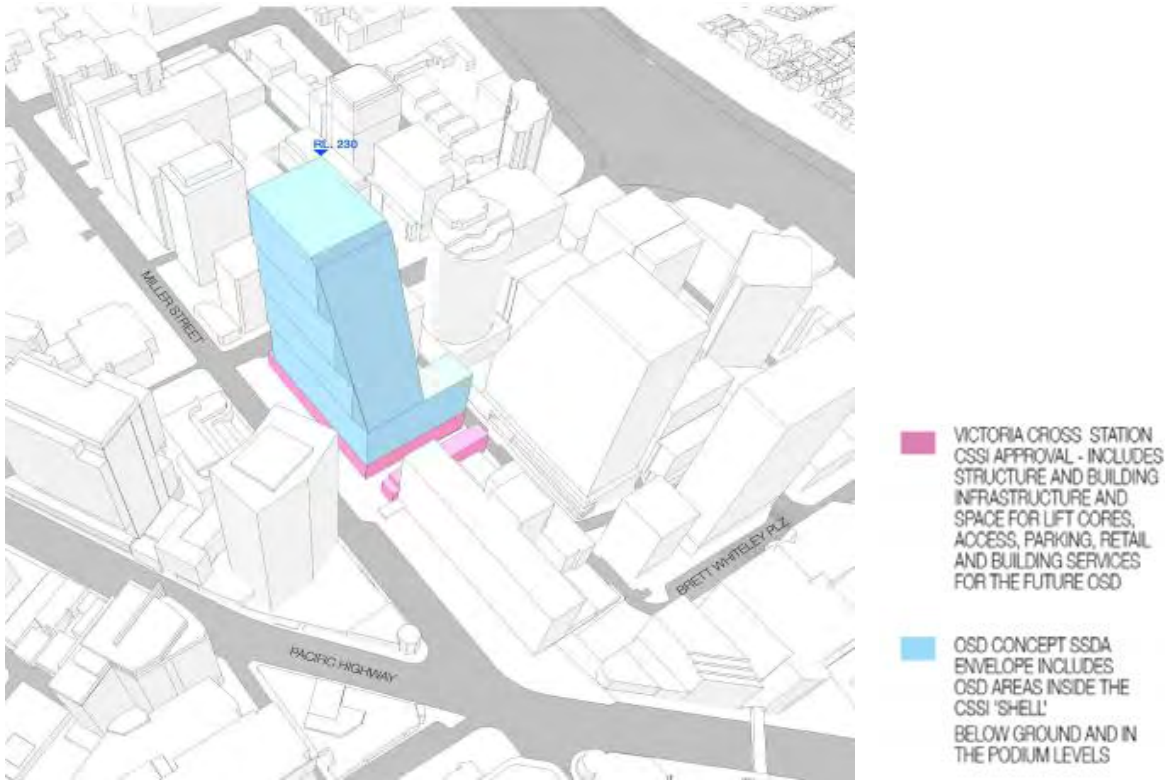 RL. 230
MILLER STREET
BRETT WHITELEY PLZ
PACIFIC HIGHWAY
VICTORIA CROSS STATION
CSSI APPROVAL - INCLUDES
STRUCTURE AND BUILDING
INFRASTRUCTURE AND
SPACE FOR LIFT CORES,
ACCESS, PARKING, RETAIL
AND BUILDING SERVICES
FOR THE FUTURE OSD
OSD CONCEPT SSDA
ENVELOPE INCLUDES
OSD AREAS INSIDE THE
CSSI 'SHELL'
BELOW GROUND AND IN
THE PODIUM LEVELS